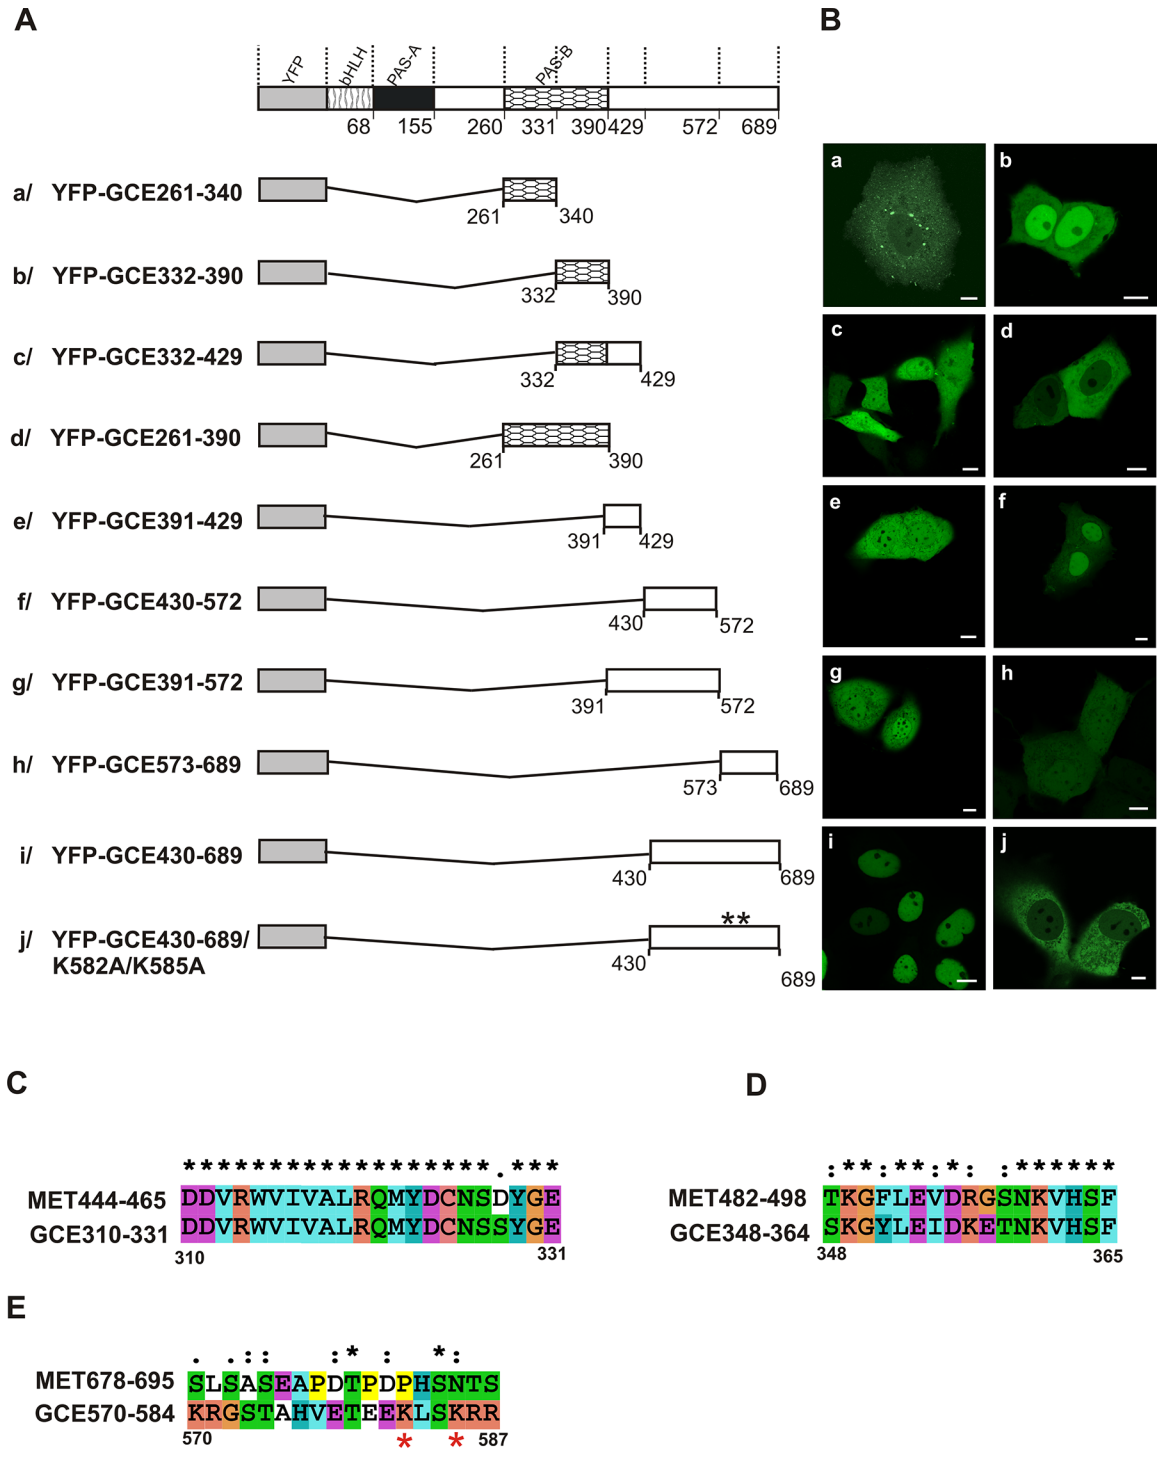 A
B
YFP bHLH PAS-A PAS-B
68 155 260 331 390 429 572 689
a/ YFP-GCE261-340
261 340
b/ YFP-GCE332-390
332 390
c/ YFP-GCE332-429
332 429
d/ YFP-GCE261-390
261 390
e/ YFP-GCE391-429
391 429
f/ YFP-GCE430-572
430 572
g/ YFP-GCE391-572
391 572
h/ YFP-GCE573-689
573 689
i/ YFP-GCE430-689
430 689
**
j/ YFP-GCE430-689/
K582A/K585A
430 689
a b
c d
e f
g h
i j
C
******************.***
MET444-465 DDVRWVIVALRQMYDCNSDYGE
GCE310-331 DDVRWVIVALRQMYDCNSSYGE
310 331
D
:**:**:*: :******
MET482-498 TKGFLEVDRGSNKVHSF
GCE348-364 SKGYLEIDKETNKVHSF
348 365
E
. .:: :* : *:
MET678-695 SLSASEAPDTPDPHSNTS
GCE570-584 KRGSTAHVETEEKLSKRR
570 587
* *